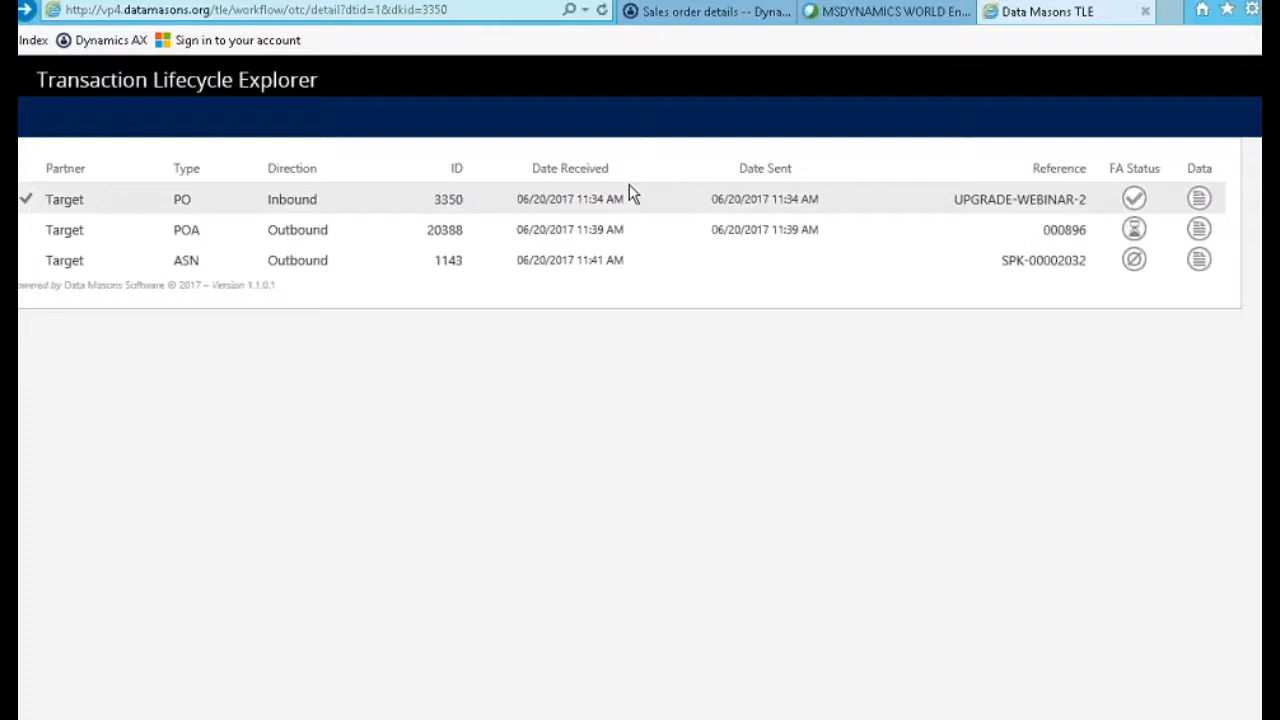 http://vp4.datamasons.org/tle/workflow/otc/detail?dtid=1&dkid=3350 Sales order details -- Dyna... MSDYNAMICS WORLD En... Data Masons TLE
Index Dynamics AX Sign in to your account
Transaction Lifecycle Explorer
Partner Type Direction ID Date Received Date Sent Reference FA Status Data
Target PO Inbound 3350 06/20/2017 11:34 AM 06/20/2017 11:34 AM UPGRADE-WEBINAR-2
Target POA Outbound 20388 06/20/2017 11:39 AM 06/20/2017 11:39 AM 000896
Target ASN Outbound 1143 06/20/2017 11:41 AM SPK-00002032
owered by Data Masons Software © 2017 – Version 1.1.0.1